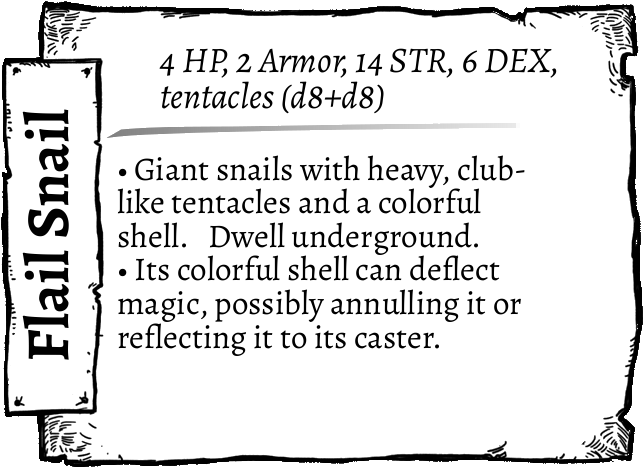 Flail Snail
4 HP, 2 Armor, 14 STR, 6 DEX,
tentacles (d8+d8)
• Giant snails with heavy, club-
like tentacles and a colorful
shell.   Dwell underground.
• Its colorful shell can deflect
magic, possibly annulling it or
reflecting it to its caster.